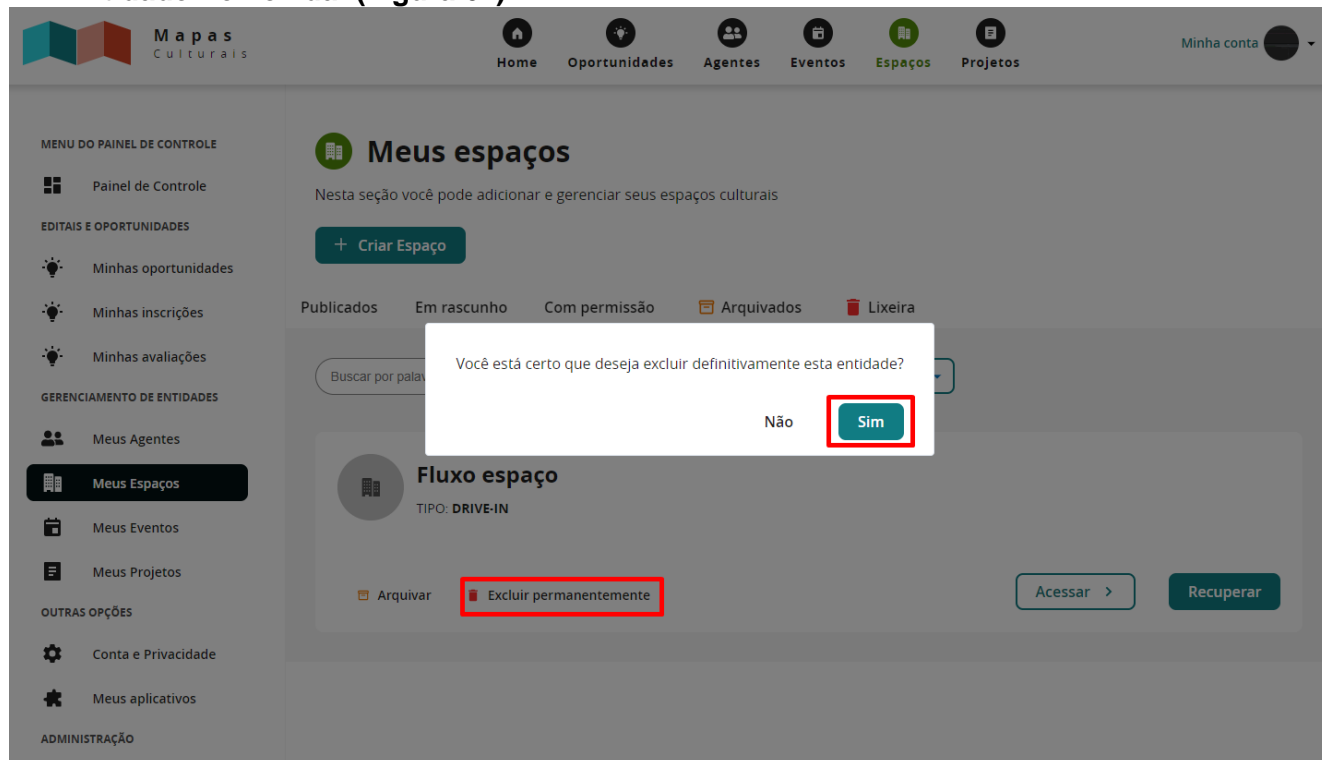 Mapas
Culturais
Home
Oportunidades
Agentes
Eventos
Espaços
Projetos
Minha conta
MENU DO PAINEL DE CONTROLE
Painel de Controle
EDITAIS E OPORTUNIDADES
Minhas oportunidades
Minhas inscrições
Minhas avaliações
GERENCIAMENTO DE ENTIDADES
Meus Agentes
Meus Espaços
Meus Eventos
Meus Projetos
OUTRAS OPÇÕES
Conta e Privacidade
Meus aplicativos
ADMINISTRAÇÃO
Meus espaços
Nesta seção você pode adicionar e gerenciar seus espaços culturais
+ Criar Espaço
Publicados
Em rascunho
Com permissão
Arquivados
Lixeira
Buscar por
Você está certo que deseja excluir definitivamente esta entidade?
Não
Sim
Fluxo espaço
TIPO: DRIVE-IN
Arquivar
Excluir permanentemente
Acessar >
Recuperar